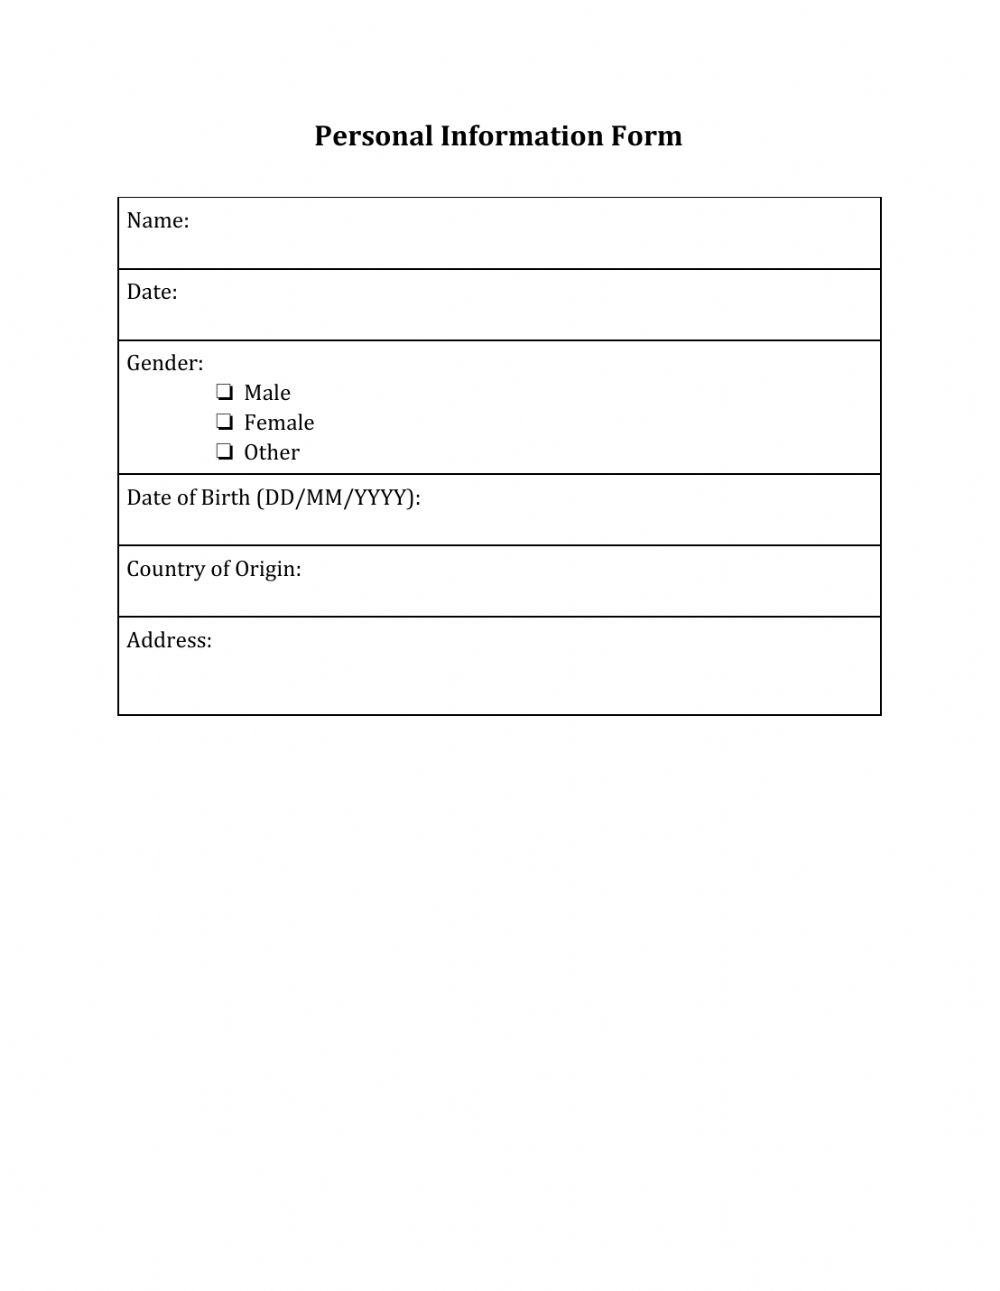 Personal Information Form
Name:
Date:
Gender:
❏ Male
❏ Female
❏ Other
Date of Birth (DD/MM/YYYY):
Country of Origin:
Address: